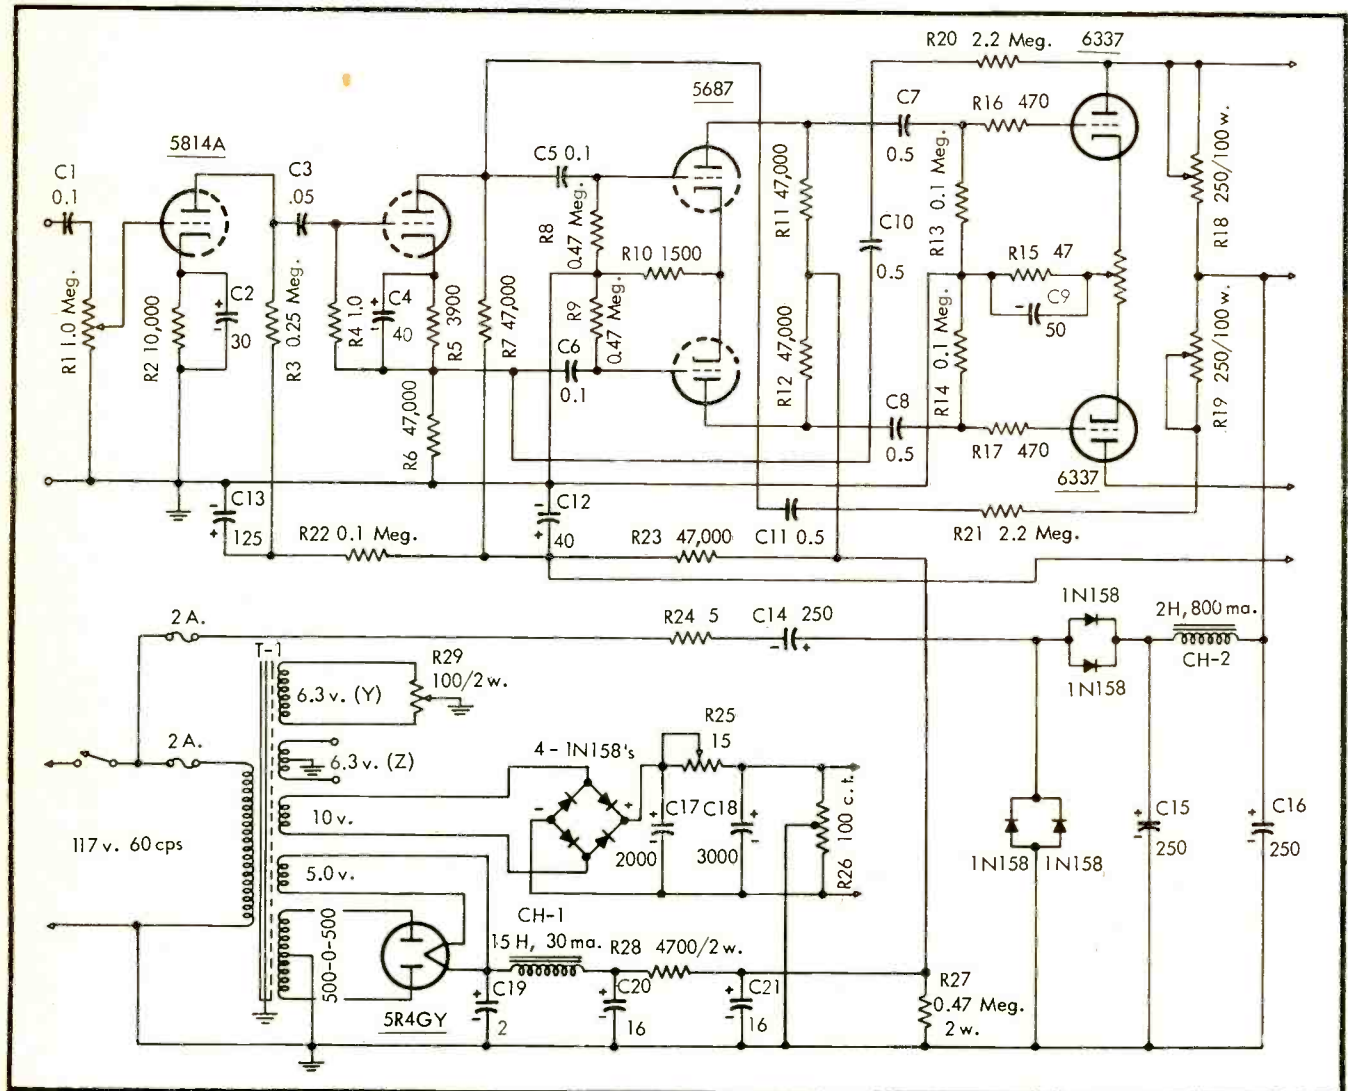 R20 2.2 Meg.
6337
5687
C7
R16 470
0.5
5814A
C1
0.1
C3
.05
C5 0.1
R8
0.47 Meg.
R11 47,000
R13 0.1 Meg.
R18 250/100 w.
C10
0.5
R10 1500
R15 47
C9
50
R1 1.0 Meg.
R2 10,000
C2
30
R3 0.25 Meg.
R4 1.0
C4
40
R5 3900
R7 47,000
R9
0.47 Meg.
C6
0.1
R12 47,000
R14 0.1 Meg.
R19 250/100 w.
C8
0.5
R17 470
6337
R6 47,000
C13
125
C12
40
R22 0.1 Meg.
R23 47,000
C11 0.5
R21 2.2 Meg.
2 A.
R24 5
C14 250
1N158
1N158
2H, 800 ma.
CH-2
T-1
6.3 v. (Y)
R29
100/2 w.
2A.
6.3 v. (Z)
4-1N158's
R25
15
10 v.
C17
2000
C18
3000
R26 100 c.t.
1N158
1N158
C15
250
C16
250
117 v. 60 cps
5.0 v.
500-0-500
5R4GY
CH-1
15 H, 30 ma.
R28 4700/2 w.
C19
2
C20
16
C21
16
R27
0.47 Meg.
2 w.